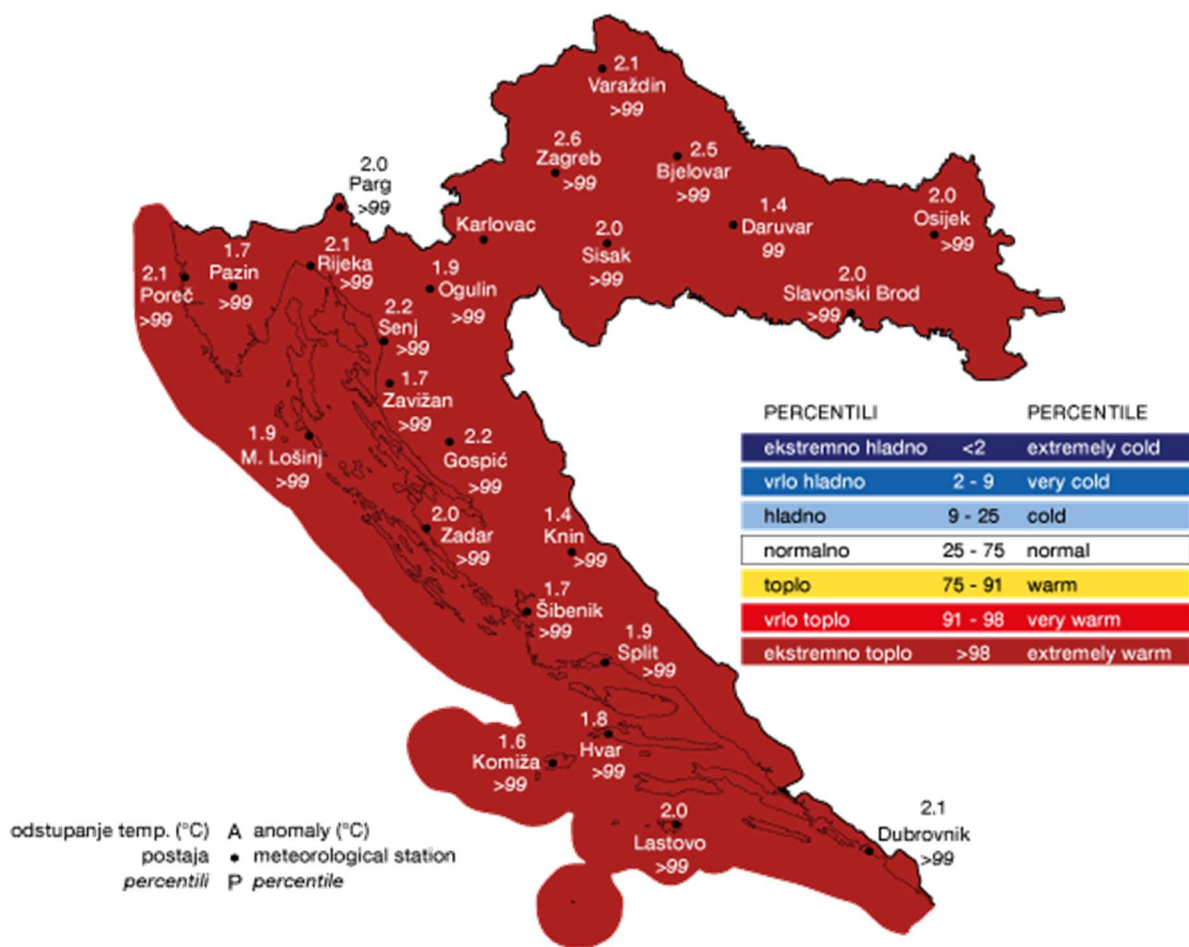 2.1
Varaždin
>99
2.6
Zagreb
>99
2.5
Bjelovar
>99
2.0
Parg
>99
1.4
Daruvar
99
2.0
Osijek
>99
Karlovac
2.0
Sisak
>99
2.1
Poreč
>99
1.7
Pazin
>99
2.1
Rijeka
>99
1.9
Ogulin
>99
2.0
Slavonski Brod
>99
2.2
Senj
>99
1.7
Zavižan
>99
1.9
M. Lošinj
>99
2.2
Gospić
>99
2.0
Zadar
>99
1.4
Knin
>99
1.7
Šibenik
>99
1.9
Split
>99
1.8
Hvar
>99
1.6
Komiža
>99
2.0
Lastovo
>99
2.1
Dubrovnik
>99
PERCENTILI PERCENTILE
ekstremno hladno <2 extremely cold
vrlo hladno 2 - 9 very cold
hladno 9 - 25 cold
normalno 25 - 75 normal
toplo 75 - 91 warm
vrlo toplo 91 - 98 very warm
ekstremno toplo >98 extremely warm
odstupanje temp. (°C) A anomaly (°C)
postaja • meteorological station
percentili P percentile